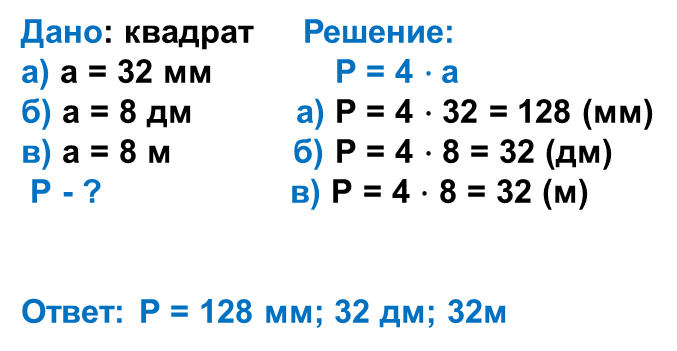 Дано: квадрат Решение:
а) а = 32 мм Р = 4 · а
б) а = 8 дм а) Р = 4 · 32 = 128 (мм)
в) а = 8 м б) Р = 4 · 8 = 32 (дм)
Р - ? в) Р = 4 · 8 = 32 (м)
Ответ: Р = 128 мм; 32 дм; 32м